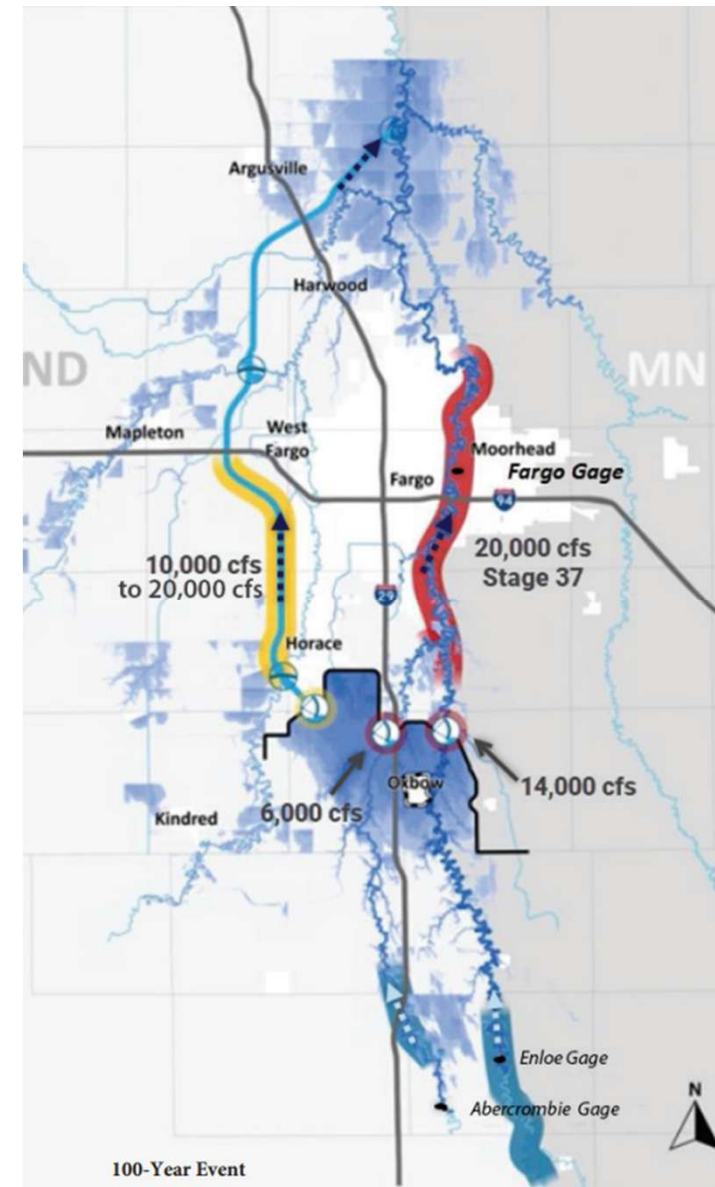 Argusville
Harwood
ND
MN
Mapleton
West
Fargo
Moorhead
Fargo
Fargo Gage
94
20,000 cfs
Stage 37
10,000 cfs
to 20,000 cfs
29
Horace
Oxbow
14,000 cfs
6,000 cfs
Kindred
Enloe Gage
Abercrombie Gage
N
100-Year Event